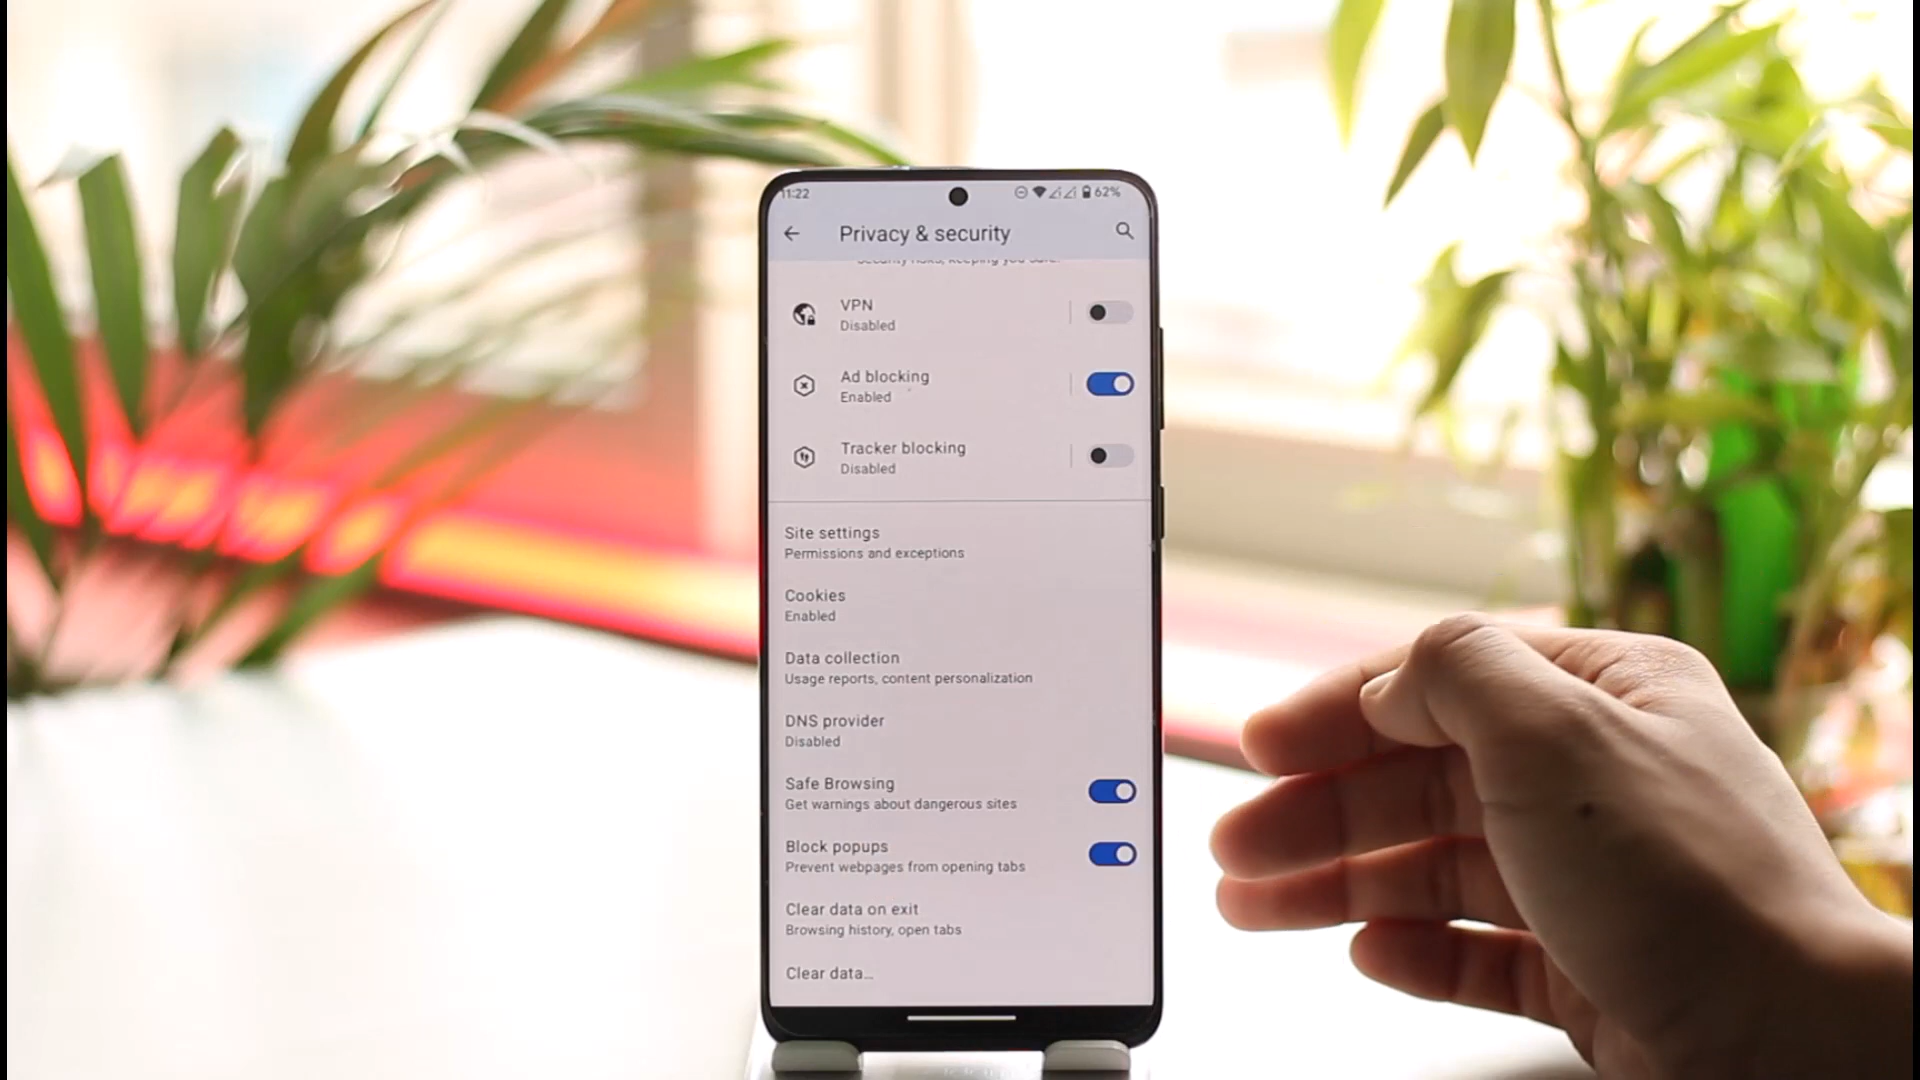 11:22
62%
Privacy & security
VPN
Disabled
Ad blocking
Enabled
Tracker blocking
Disabled
Site settings
Permissions and exceptions
Cookies
Enabled
Data collection
Usage reports, content personalization
DNS provider
Disabled
Safe Browsing
Get warnings about dangerous sites
Block popups
Prevent webpages from opening tabs
Clear data on exit
Browsing history, open tabs
Clear data...